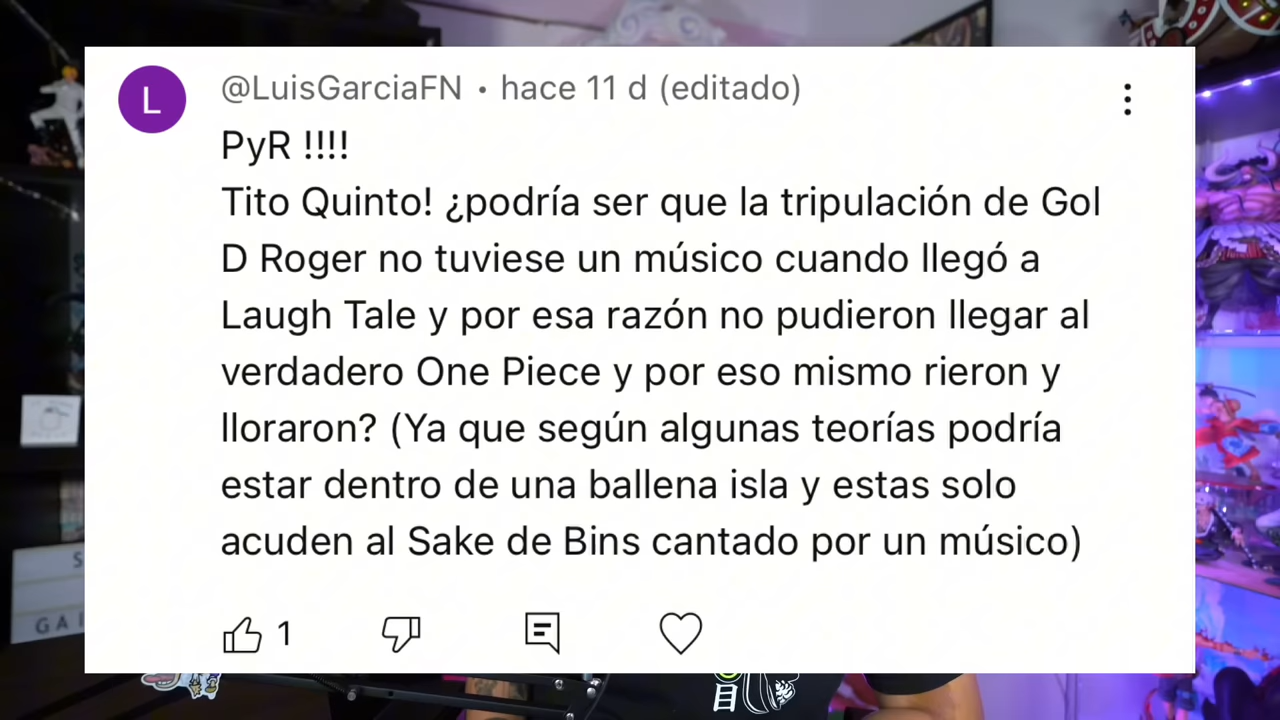 L
@LuisGarciaFN • hace 11 d (editado)
PyR !!!!
Tito Quinto! ¿podría ser que la tripulación de Gol
D Roger no tuviese un músico cuando llegó a
Laugh Tale y por esa razón no pudieron llegar al
verdadero One Piece y por eso mismo rieron y
lloraron? (Ya que según algunas teorías podría
estar dentro de una ballena isla y estas solo
acuden al Sake de Bins cantado por un músico)
1
S
GAI
目